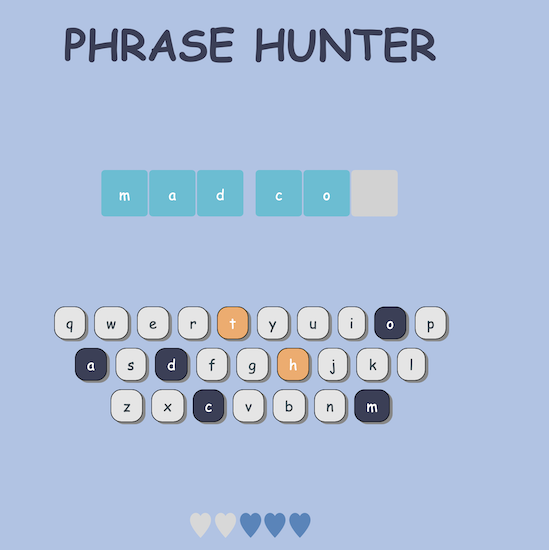 PHRASE HUNTER
m a d c o
q w e r t y u i o p
a s d f g h j k l
z x c v b n m